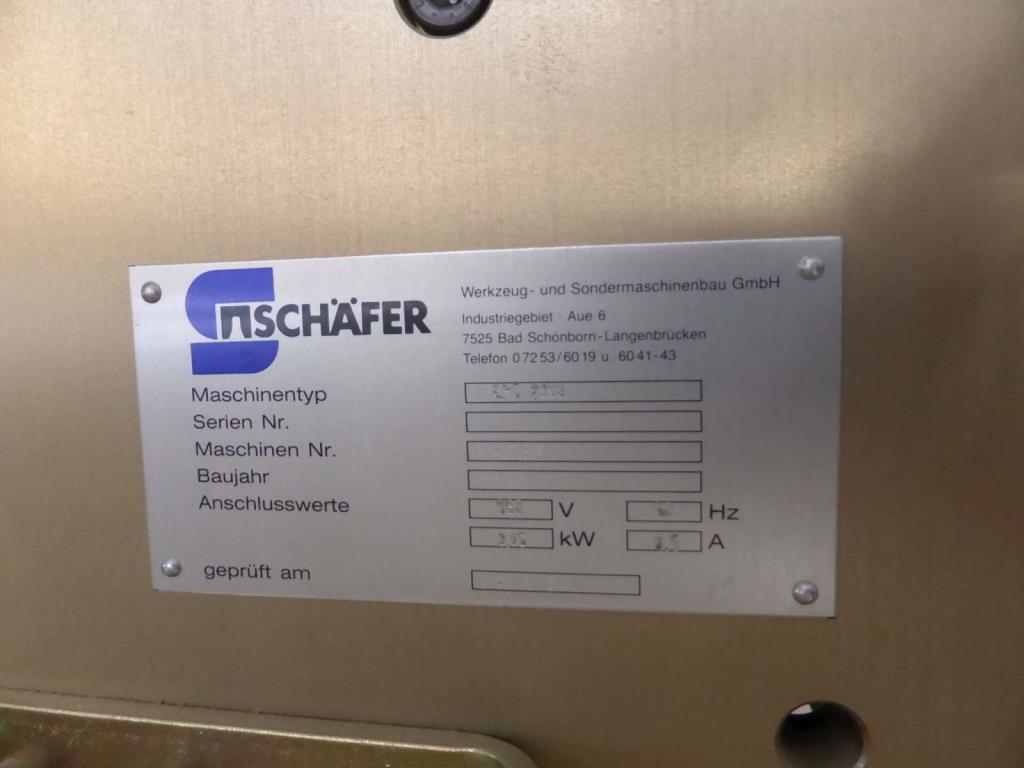 SCHÄFER
Werkzeug- und Sondermaschinenbau GmbH
Industriegebiet · Aue 6
7525 Bad Schönborn-Langenbrücken
Telefon 07253/6019 u. 6041-43
Maschinentyp
Serien Nr.
Maschinen Nr.
Baujahr
Anschlusswerte V Hz
kW A
geprüft am